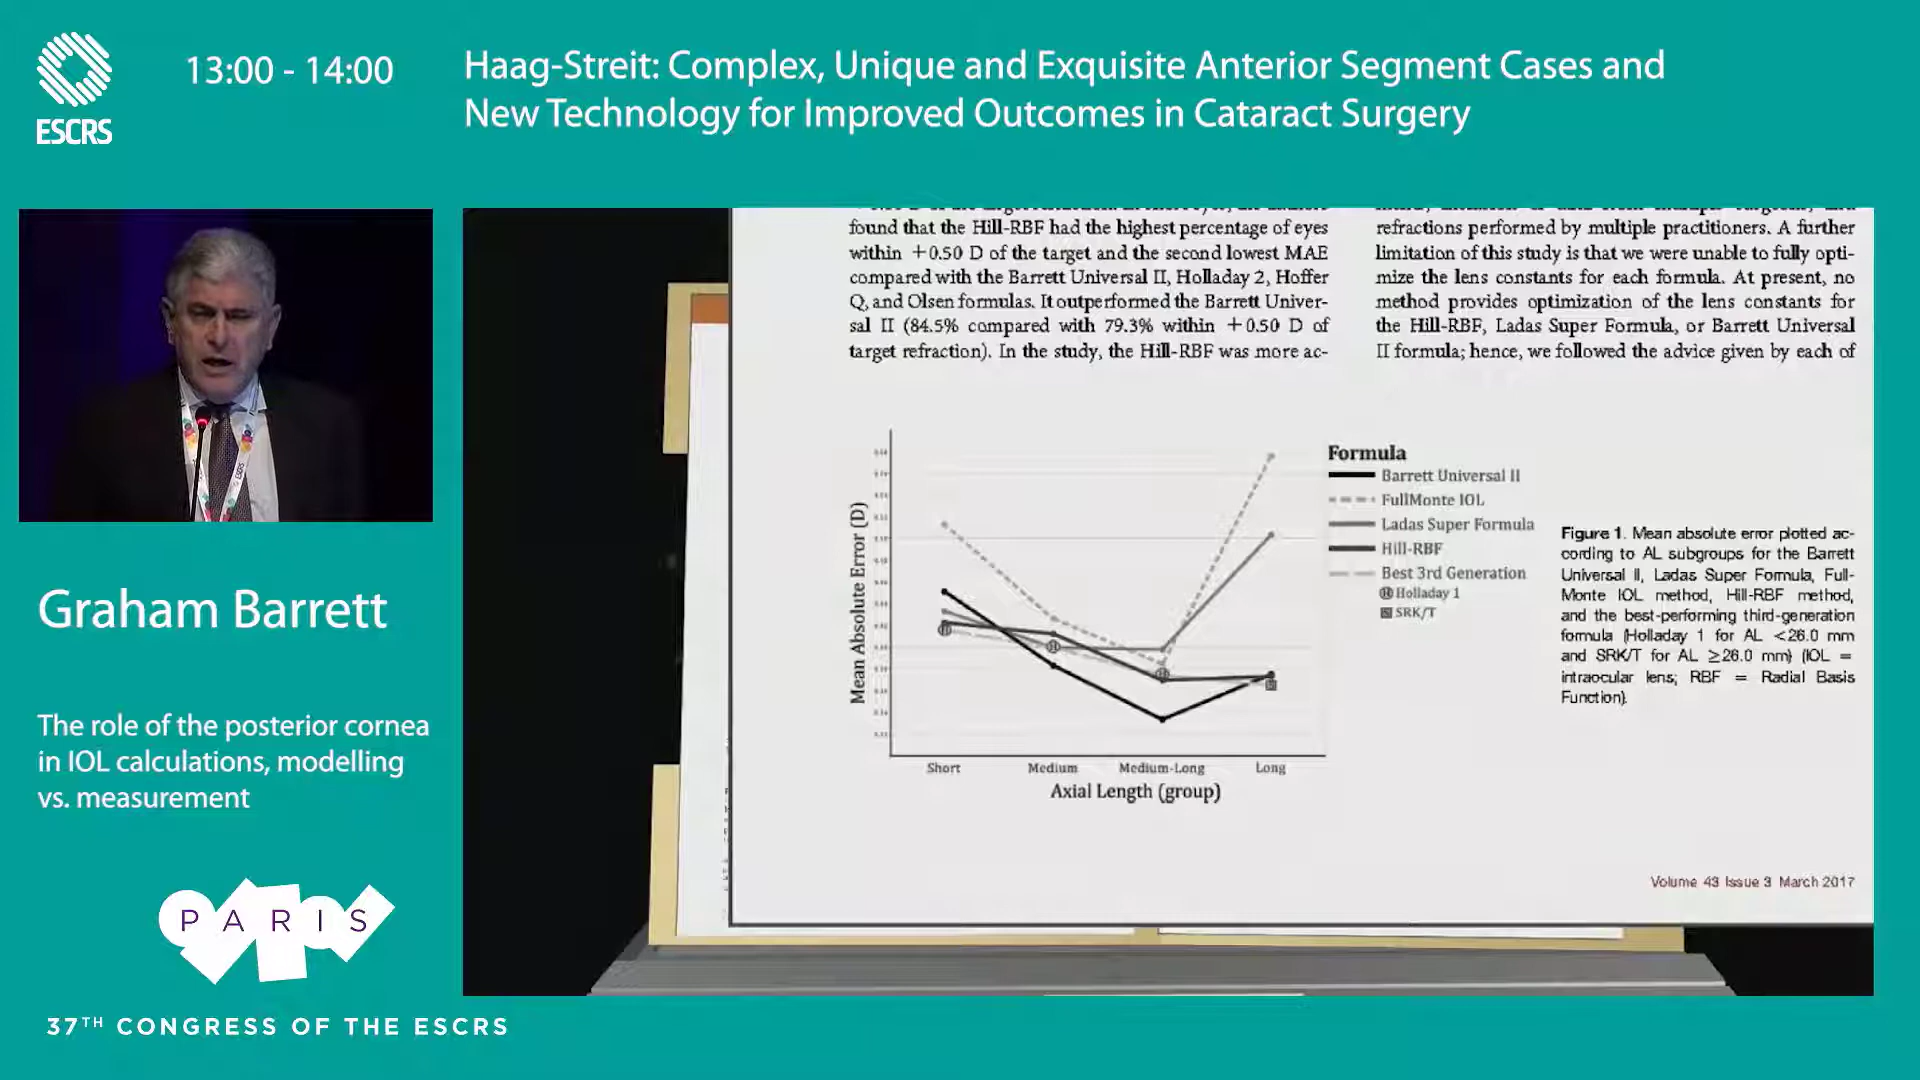 ESCRS
13:00 - 14:00
Haag-Streit: Complex, Unique and Exquisite Anterior Segment Cases and
New Technology for Improved Outcomes in Cataract Surgery
Graham Barrett
The role of the posterior cornea
in IOL calculations, modelling
vs. measurement
PARIS
37TH CONGRESS OF THE ESCRS
found that the Hill-RBF had the highest percentage of eyes
within +0.50 D of the target and the second lowest MAE
compared with the Barrett Universal II, Holladay 2, Hoffer
Q, and Olsen formulas. It outperformed the Barrett Univer-
sal II (84.5% compared with 79.3% within +0.50 D of
target refraction). In the study, the Hill-RBF was more ac-
refractions performed by multiple practitioners. A further
limitation of this study is that we were unable to fully opti-
mize the lens constants for each formula. At present, no
method provides optimization of the lens constants for
the Hill-RBF, Ladas Super Formula, or Barrett Universal
II formula; hence, we followed the advice given by each of
Mean Absolute Error (D)
Short Medium Medium-Long Long
Axial Length (group)
Formula
Barrett Universal II
FullMonte IOL
Ladas Super Formula
Hill-RBF
Best 3rd Generation
Holladay 1
SRK/T
Figure 1. Mean absolute error plotted ac-
cording to AL subgroups for the Barrett
Universal II, Ladas Super Formula, Full-
Monte IOL method, Hill-RBF method,
and the best-performing third-generation
formula (Holladay 1 for AL <26.0 mm
and SRK/T for AL ≥26.0 mm) (IOL =
intraocular lens; RBF = Radial Basis
Function).
Volume 43 Issue 3 March 2017